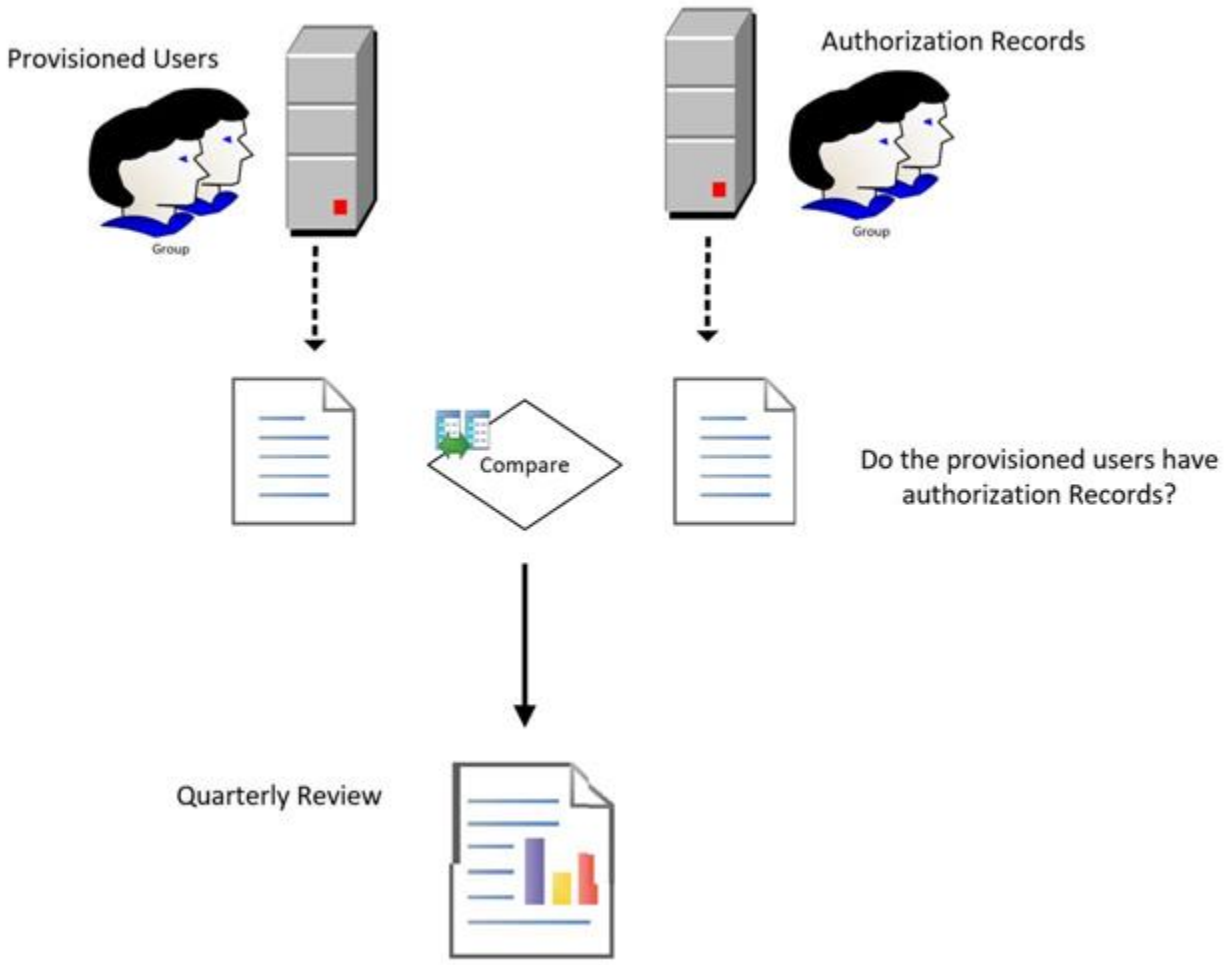 Provisioned Users
Authorization Records
Group
Group
Compare
Do the provisioned users have
authorization Records?
Quarterly Review